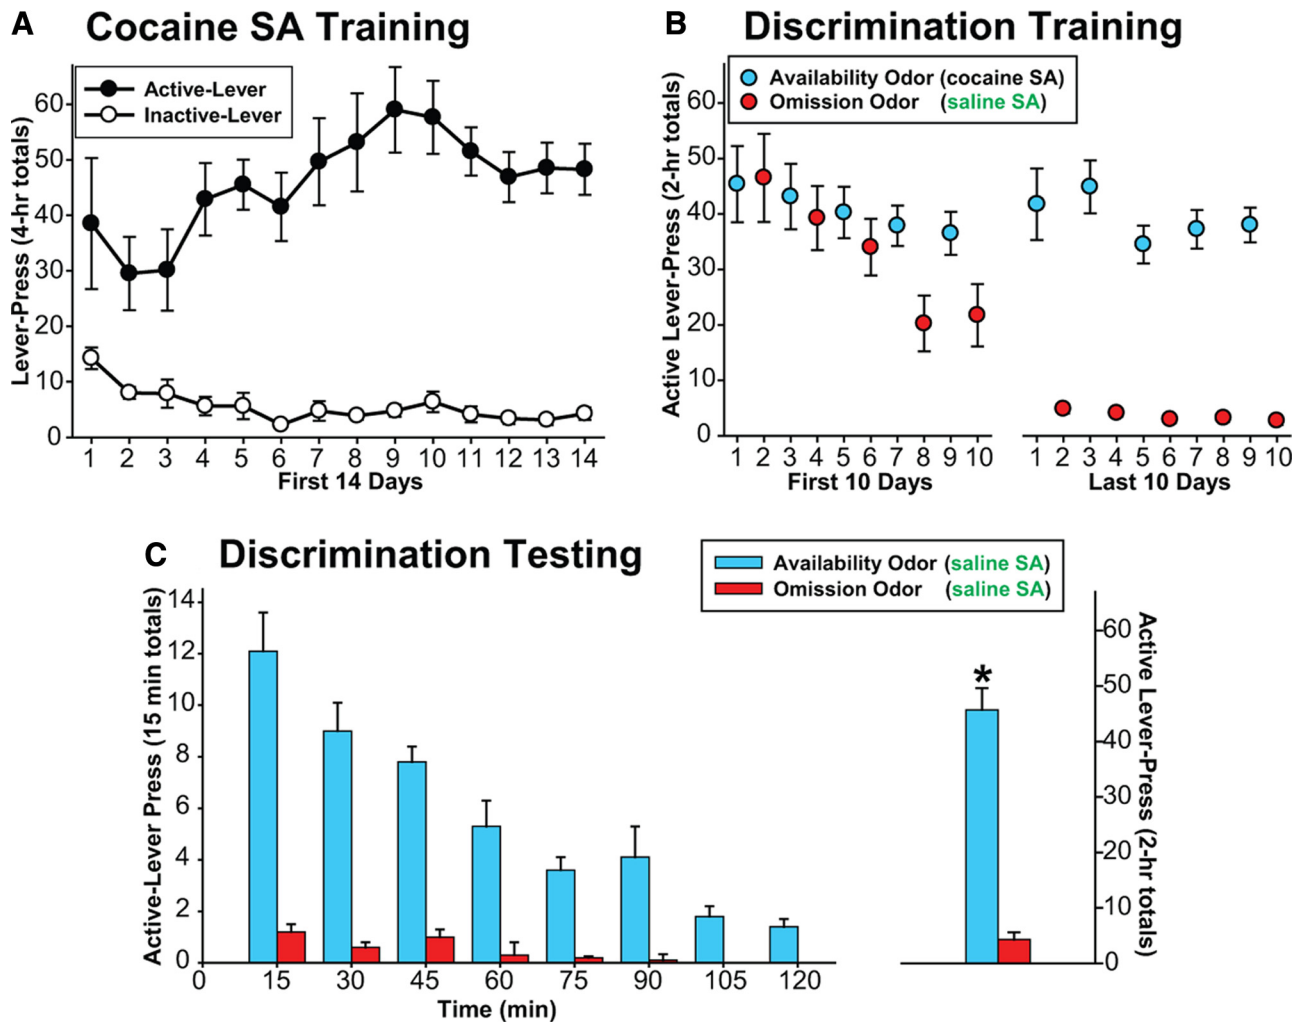 A Cocaine SA Training
Active-Lever
Inactive-Lever
Lever-Press (4-hr totals)
60
50
40
30
20
10
0
1 2 3 4 5 6 7 8 9 10 11 12 13 14
First 14 Days
B Discrimination Training
Availability Odor (cocaine SA)
Omission Odor (saline SA)
Active Lever-Press (2-hr totals)
60
50
40
30
20
10
0
1 2 3 4 5 6 7 8 9 10
First 10 Days
1 2 3 4 5 6 7 8 9 10
Last 10 Days
C Discrimination Testing
Availability Odor (saline SA)
Omission Odor (saline SA)
Active-Lever Press (15 min totals)
14
12
10
8
6
4
2
0
0 15 30 45 60 75 90 105 120
Time (min)
*
60
50
40
30
20
10
0
Active Lever-Press (2-hr totals)